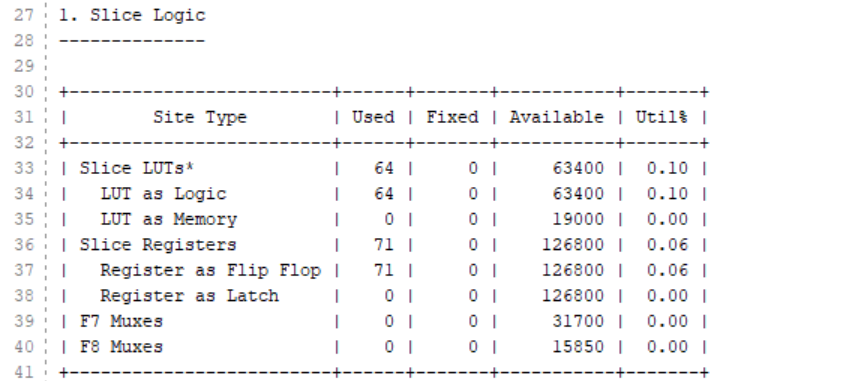 27 1. Slice Logic
28 --------------
29
30 +-------------------------+------+-------+-----------+-------+
31 |        Site Type        | Used | Fixed | Available | Util% |
32 +-------------------------+------+-------+-----------+-------+
33 | Slice LUTs*             |   64 |     0 |     63400 |  0.10 |
34 |   LUT as Logic          |   64 |     0 |     63400 |  0.10 |
35 |   LUT as Memory         |    0 |     0 |     19000 |  0.00 |
36 | Slice Registers         |   71 |     0 |    126800 |  0.06 |
37 |   Register as Flip Flop |   71 |     0 |    126800 |  0.06 |
38 |   Register as Latch     |    0 |     0 |    126800 |  0.00 |
39 | F7 Muxes                |    0 |     0 |     31700 |  0.00 |
40 | F8 Muxes                |    0 |     0 |     15850 |  0.00 |
41 +-------------------------+------+-------+-----------+-------+